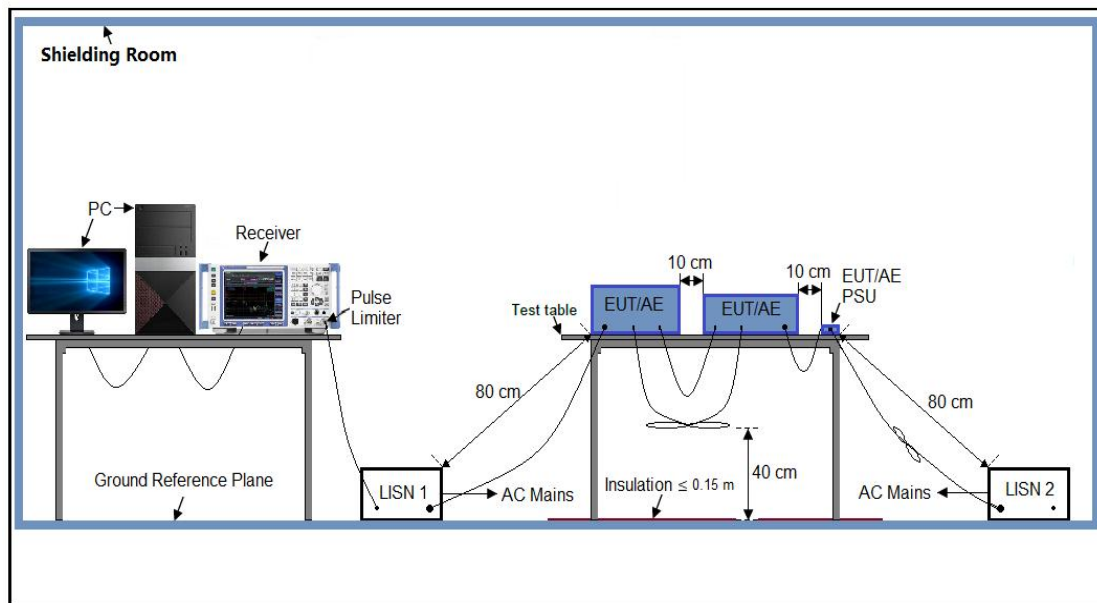 Shielding Room
PC
Receiver
Pulse
Limiter
10 cm
10 cm
EUT/AE
PSU
EUT/AE
EUT/AE
Test table
80 cm
80 cm
40 cm
Ground Reference Plane
LISN 1
AC Mains
Insulation ≤ 0.15 m
AC Mains
LISN 2